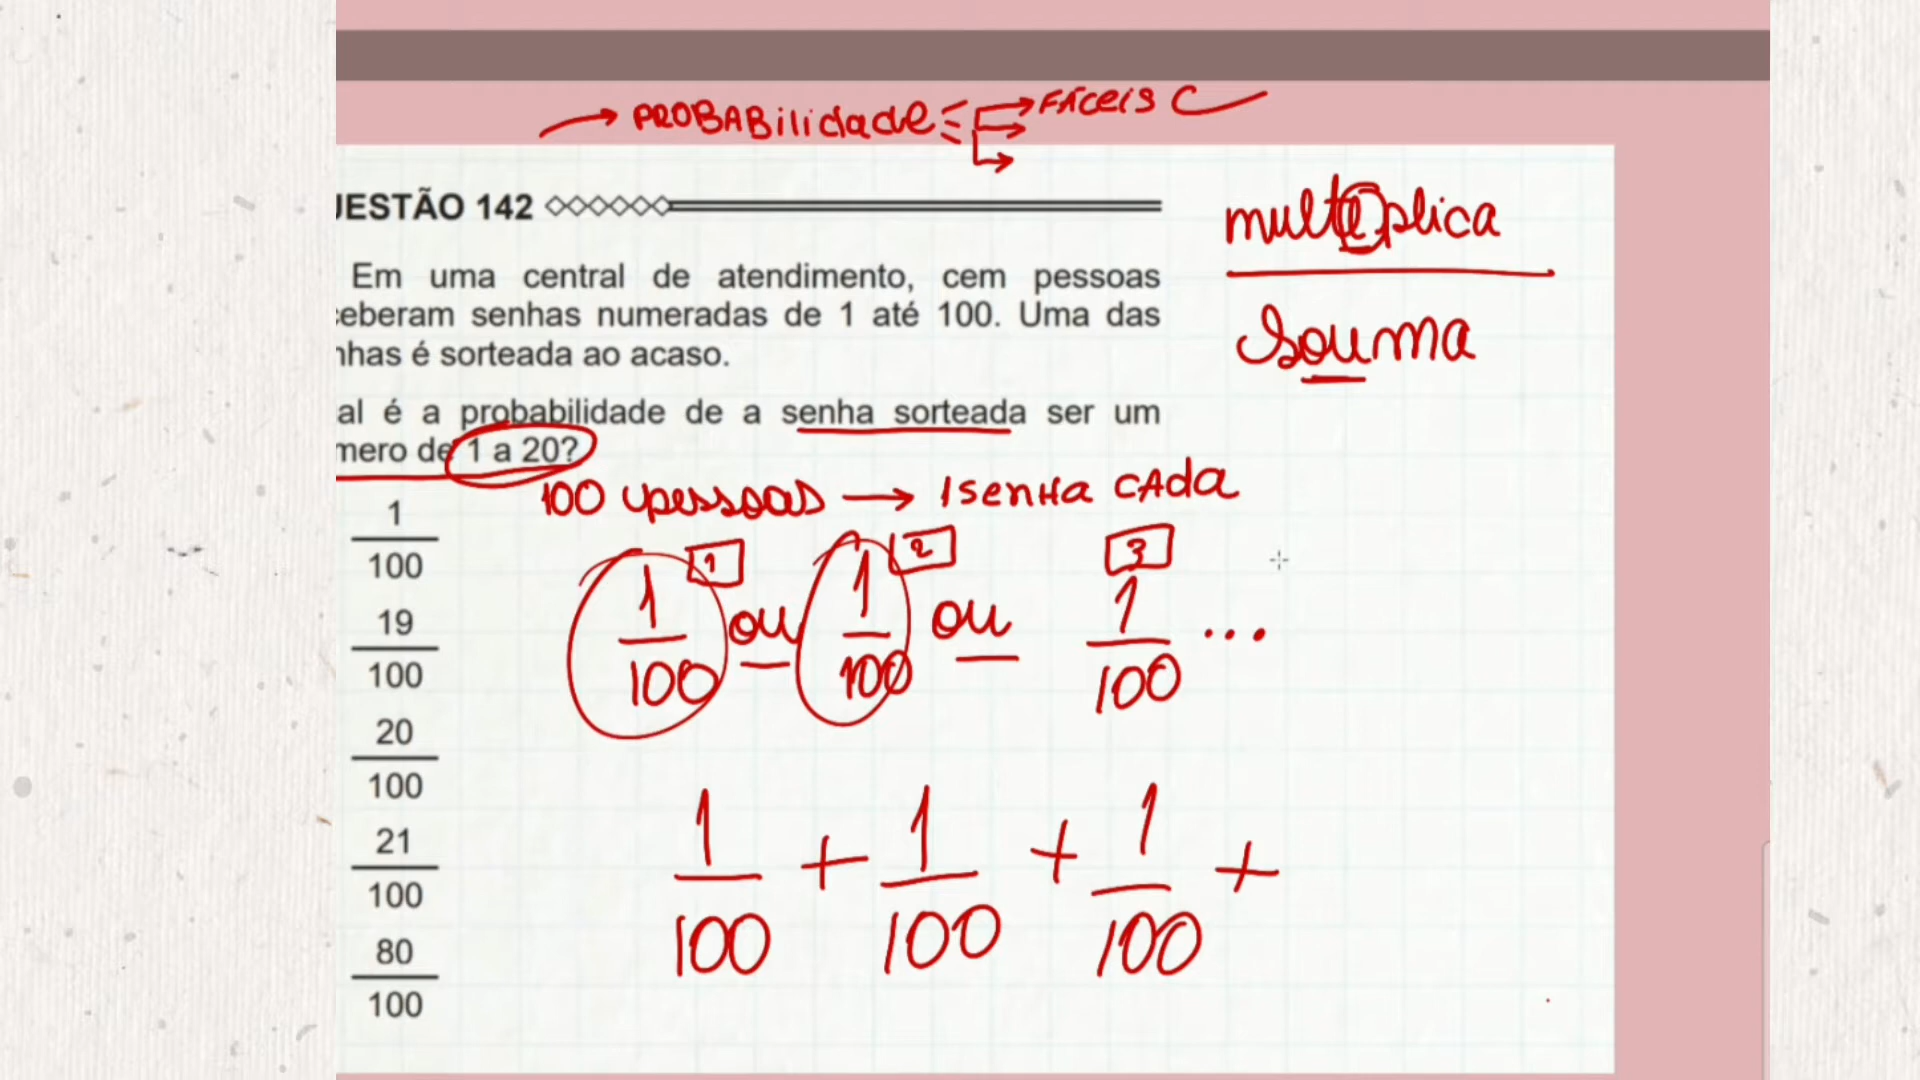 PROBABilidade FÁCEIS C
UESTÃO 142
multiplica
Em uma central de atendimento, cem pessoas
ceberam senhas numeradas de 1 até 100. Uma das
nhas é sorteada ao acaso.
Souma
al é a probabilidade de a senha sorteada ser um
mero de 1 a 20?
100 pessoas → 1 senHa CAda
1
100
19
100
20
100
21
100
80
100
1 2 3
1/100 ou 1/100 ou 1/100 ...
1/100 + 1/100 + 1/100 +